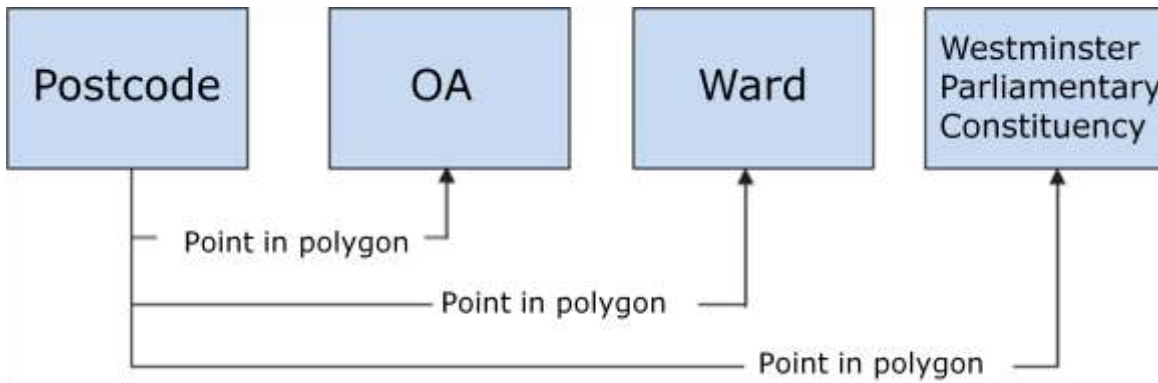 Postcode
OA
Ward
Westminster
Parliamentary
Constituency
Point in polygon
Point in polygon
Point in polygon